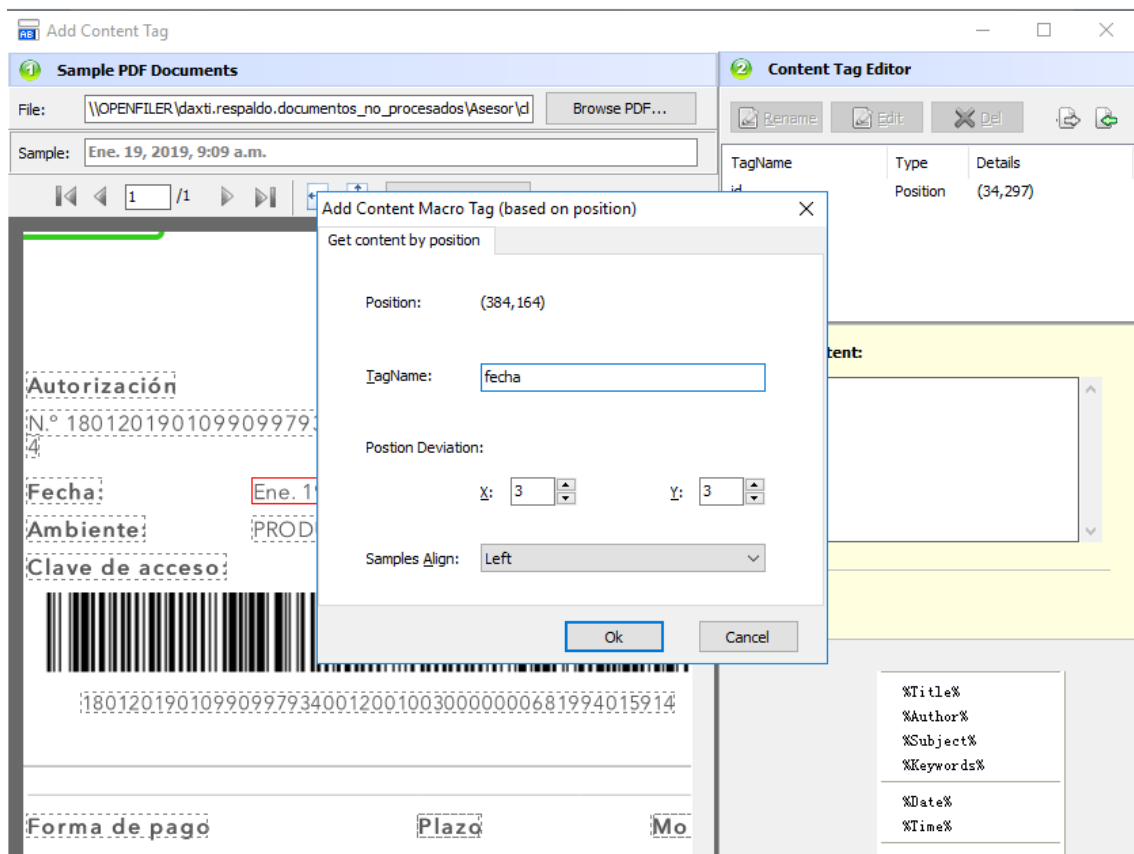 Add Content Tag
1 Sample PDF Documents
File: \\OPENFILER\daxti.respaldo.documentos_no_procesados\Asesor\cl Browse PDF...
Sample: Ene. 19, 2019, 9:09 a.m.
1 /1
2 Content Tag Editor
Rename Edit Del
TagName Type Details
id Position (34,297)
Add Content Macro Tag (based on position)
Get content by position
Position: (384,164)
TagName: fecha
Postion Deviation:
X: 3 Y: 3
Samples Align: Left
Ok Cancel
tent:
Autorización
4
Fecha: Ene. 1
Ambiente:
Clave de acceso:
Forma de pago Plazo Mo
%Title%
%Author%
%Subject%
%Keywords%
%Date%
%Time%